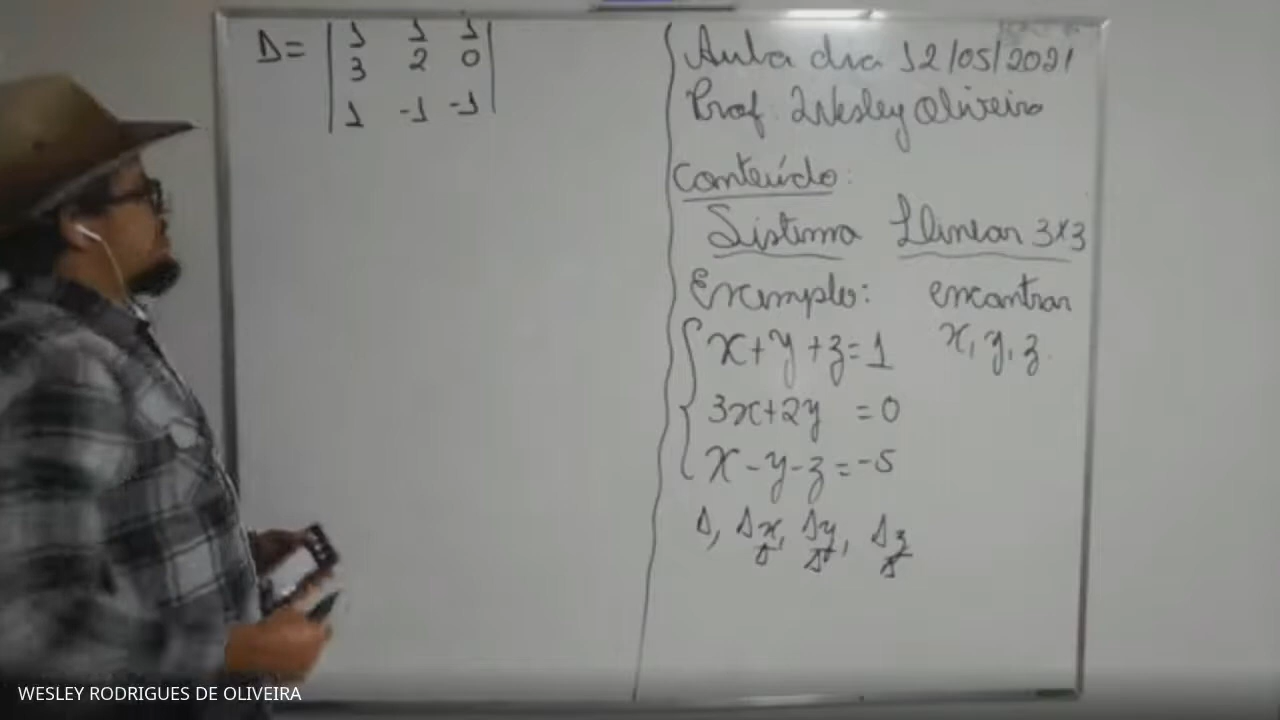 Δ= | 1 1 1 |
| 3 2 0 |
| 1 -1 -1 |
Aula dia 12/05/2021
Prof. Wesley Oliveira
Conteúdo:
Sistema Llinear 3x3
Exemplo: encontrar
x, y, z.
{ x+y+z=1
3x+2y =0
x-y-z=-5
Δ, Δx/Δ, Δy/Δ, Δz/Δ
WESLEY RODRIGUES DE OLIVEIRA